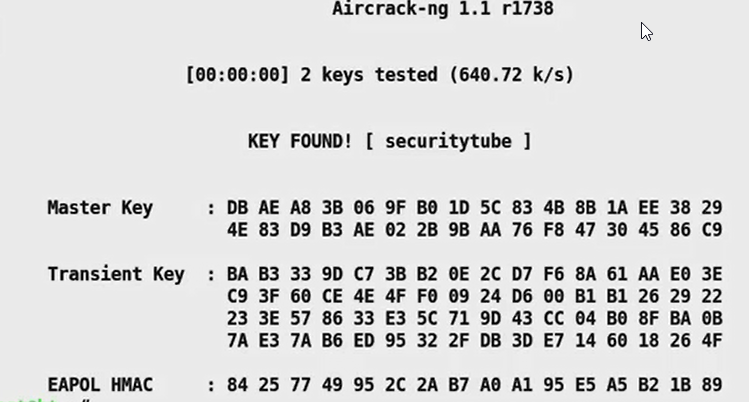 Aircrack-ng 1.1 r1738
[00:00:00] 2 keys tested (640.72 k/s)
KEY FOUND! [ securitytube ]
Master Key : DB AE A8 3B 06 9F B0 1D 5C 83 4B 8B 1A EE 38 29
4E 83 D9 B3 AE 02 2B 9B AA 76 F8 47 30 45 86 C9
Transient Key : BA B3 33 9D C7 3B B2 0E 2C D7 F6 8A 61 AA E0 3E
C9 3F 60 CE 4E 4F F0 09 24 D6 00 B1 B1 26 29 22
23 3E 57 86 33 E3 5C 71 9D 43 CC 04 B0 8F BA 0B
7A E3 7A B6 ED 95 32 2F DB 3D E7 14 60 18 26 4F
EAPOL HMAC : 84 25 77 49 95 2C 2A B7 A0 A1 95 E5 A5 B2 1B 89